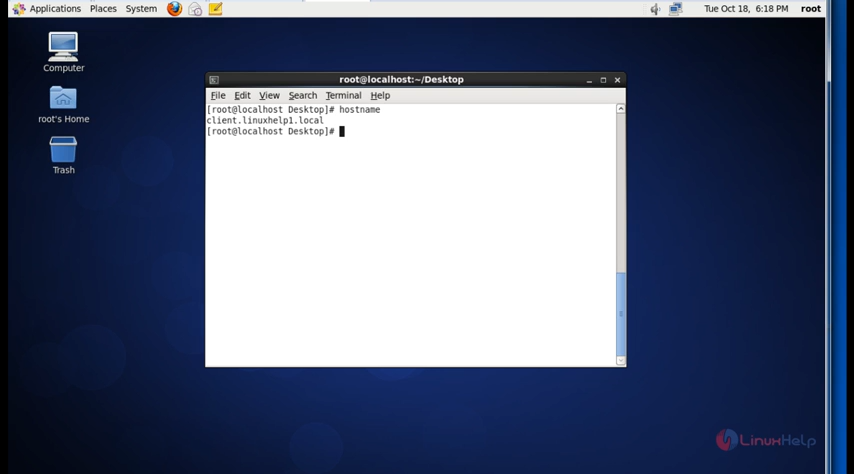 Applications Places System Tue Oct 18, 6:18 PM root
Computer
root's Home
Trash
root@localhost:~/Desktop
File Edit View Search Terminal Help
[root@localhost Desktop]# hostname
client.linuxhelp1.local
[root@localhost Desktop]#
LinuxHelp